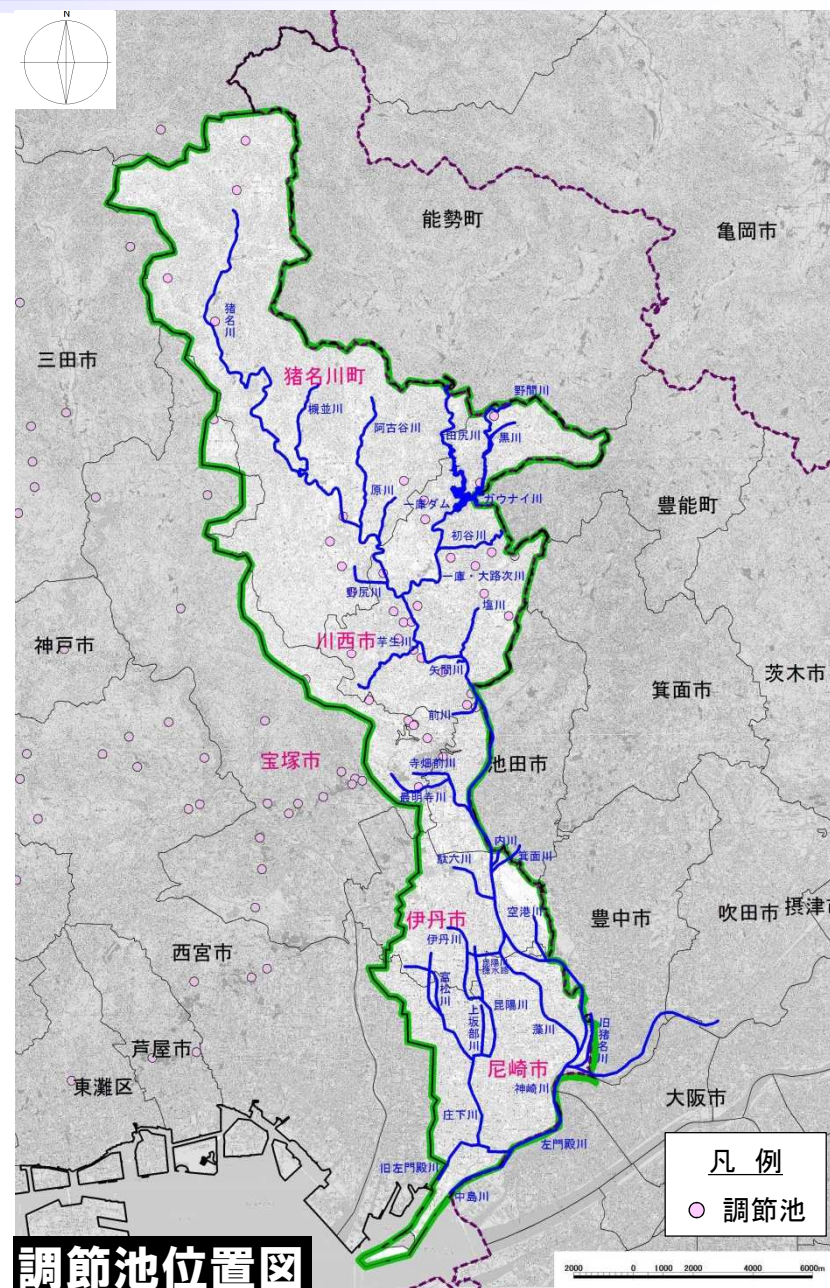 N
能勢町
亀岡市
猪名川
三田市
猪名川町
野間川
槻並川
阿古谷川
田尻川
黒川
原川
一庫ダム
ガウナイ川
豊能町
初谷川
一庫・大路次川
野尻川
塩川
神戸市
川西市
芋生川
矢間川
茨木市
箕面市
前川
宝塚市
寺畑前川
池田市
最明寺川
内川
箕面川
駄六川
空港川
伊丹市
豊中市
吹田市
摂津市
伊丹川
西宮市
富松川
昆陽川
上坂部川
藻川
旧猪名川
芦屋市
尼崎市
東灘区
神崎川
大阪市
庄下川
左門殿川
旧左門殿川
中島川
凡 例
調節池
調節池位置図
2000 0 1000 2000 4000 6000m